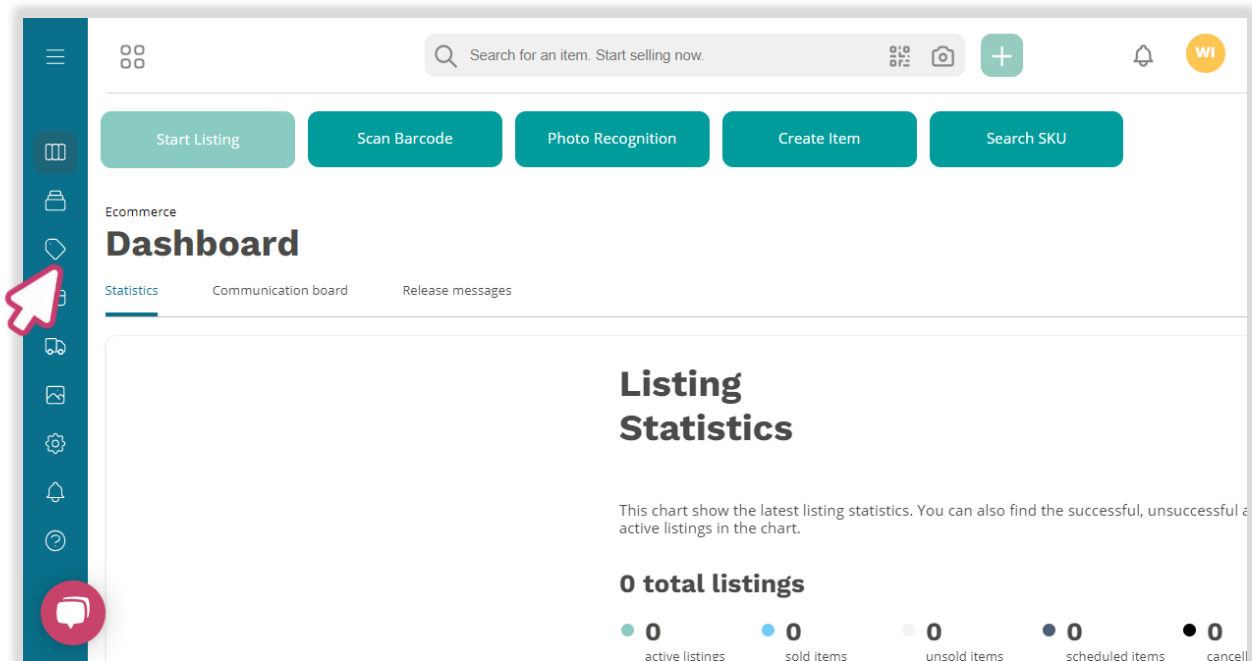 Search for an item. Start selling now.
WI
Start Listing
Scan Barcode
Photo Recognition
Create Item
Search SKU
Ecommerce
Dashboard
Statistics
Communication board
Release messages
Listing
Statistics
This chart show the latest listing statistics. You can also find the successful, unsuccessful
active listings in the chart.
0 total listings
0
0
0
0
0
active listings
sold items
unsold items
scheduled items
cancell